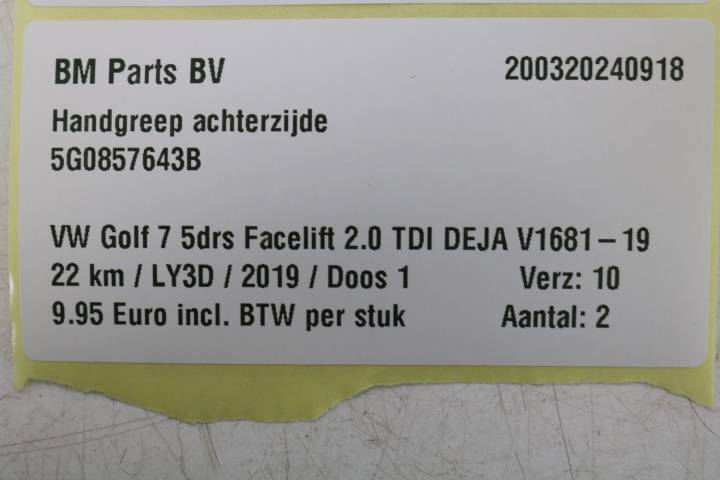 BM Parts BV 200320240918
Handgreep achterzijde
5G0857643B
VW Golf 7 5drs Facelift 2.0 TDI DEJA V1681-19
22 km / LY3D / 2019 / Doos 1 Verz: 10
9.95 Euro incl. BTW per stuk Aantal: 2